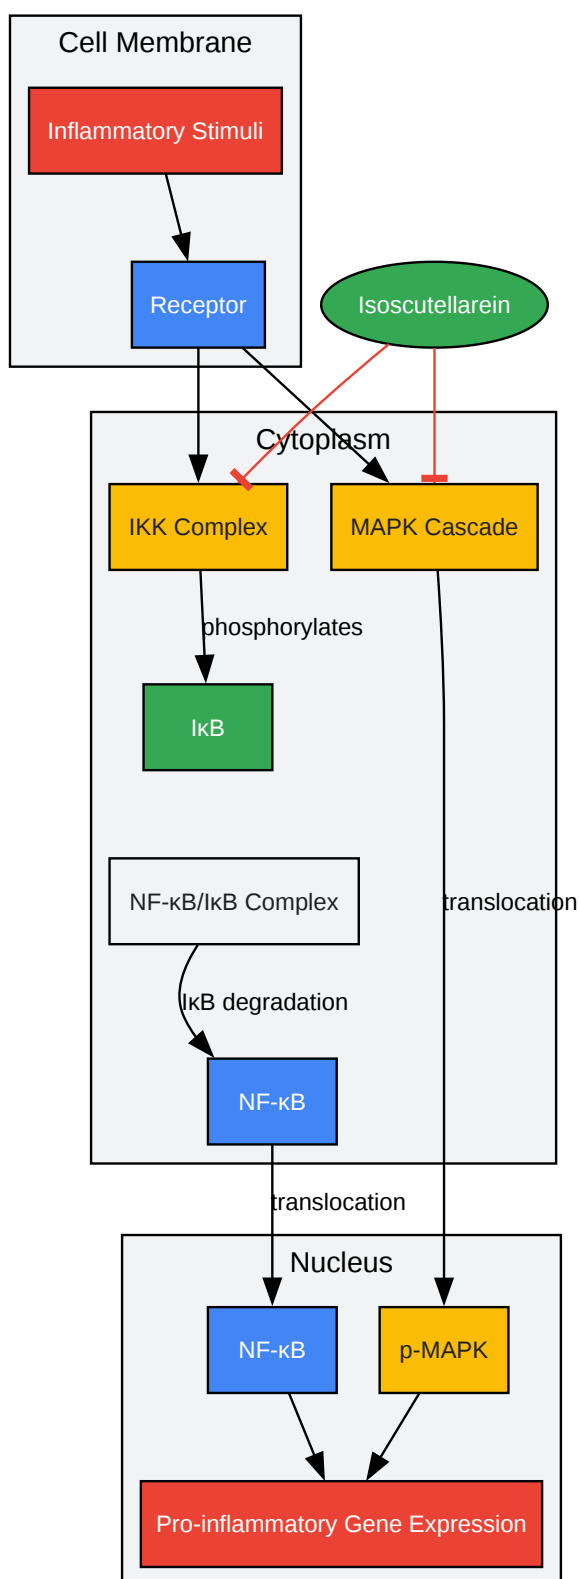 Cell Membrane
Inflammatory Stimuli
Receptor
Isoscutellarein
Cytoplasm
IKK Complex
MAPK Cascade
phosphorylates
IκB
NF-κB/IκB Complex
translocation
IκB degradation
NF-κB
translocation
Nucleus
NF-κB
p-MAPK
Pro-inflammatory Gene Expression